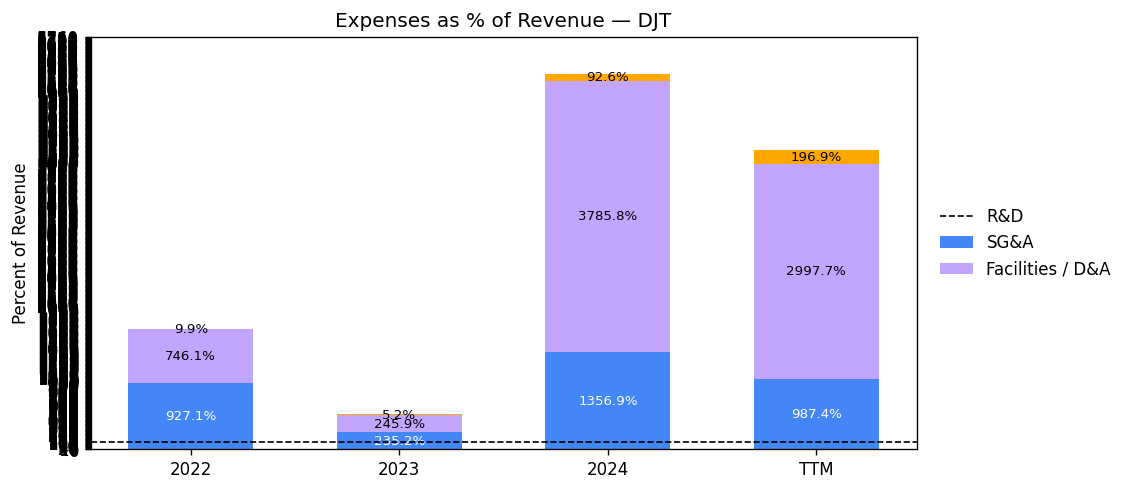 Expenses as % of Revenue — DJT
Percent of Revenue
92.6%
196.9%
3785.8%
2997.7%
9.9%
746.1%
927.1%
5.2%
245.9%
235.2%
1356.9%
987.4%
2022
2023
2024
TTM
R&D
SG&A
Facilities / D&A